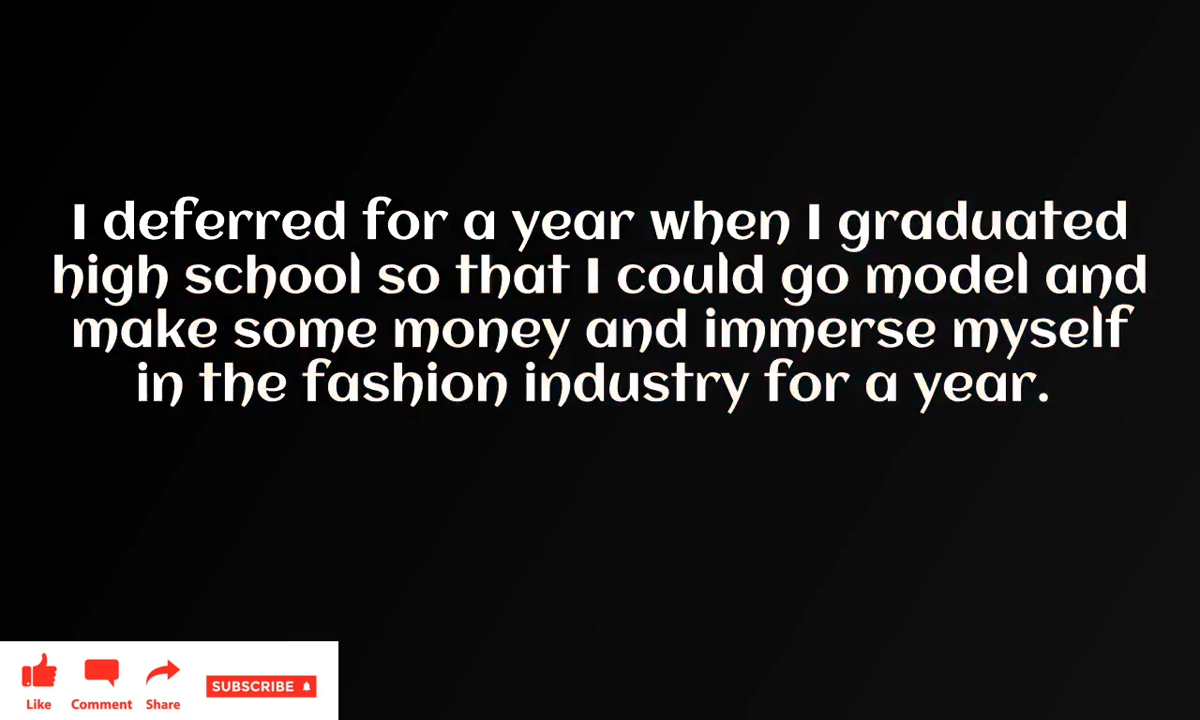 I deferred for a year when I graduated
high school so that I could go model and
make some money and immerse myself
in the fashion industry for a year.
SUBSCRIBE
Like Comment Share